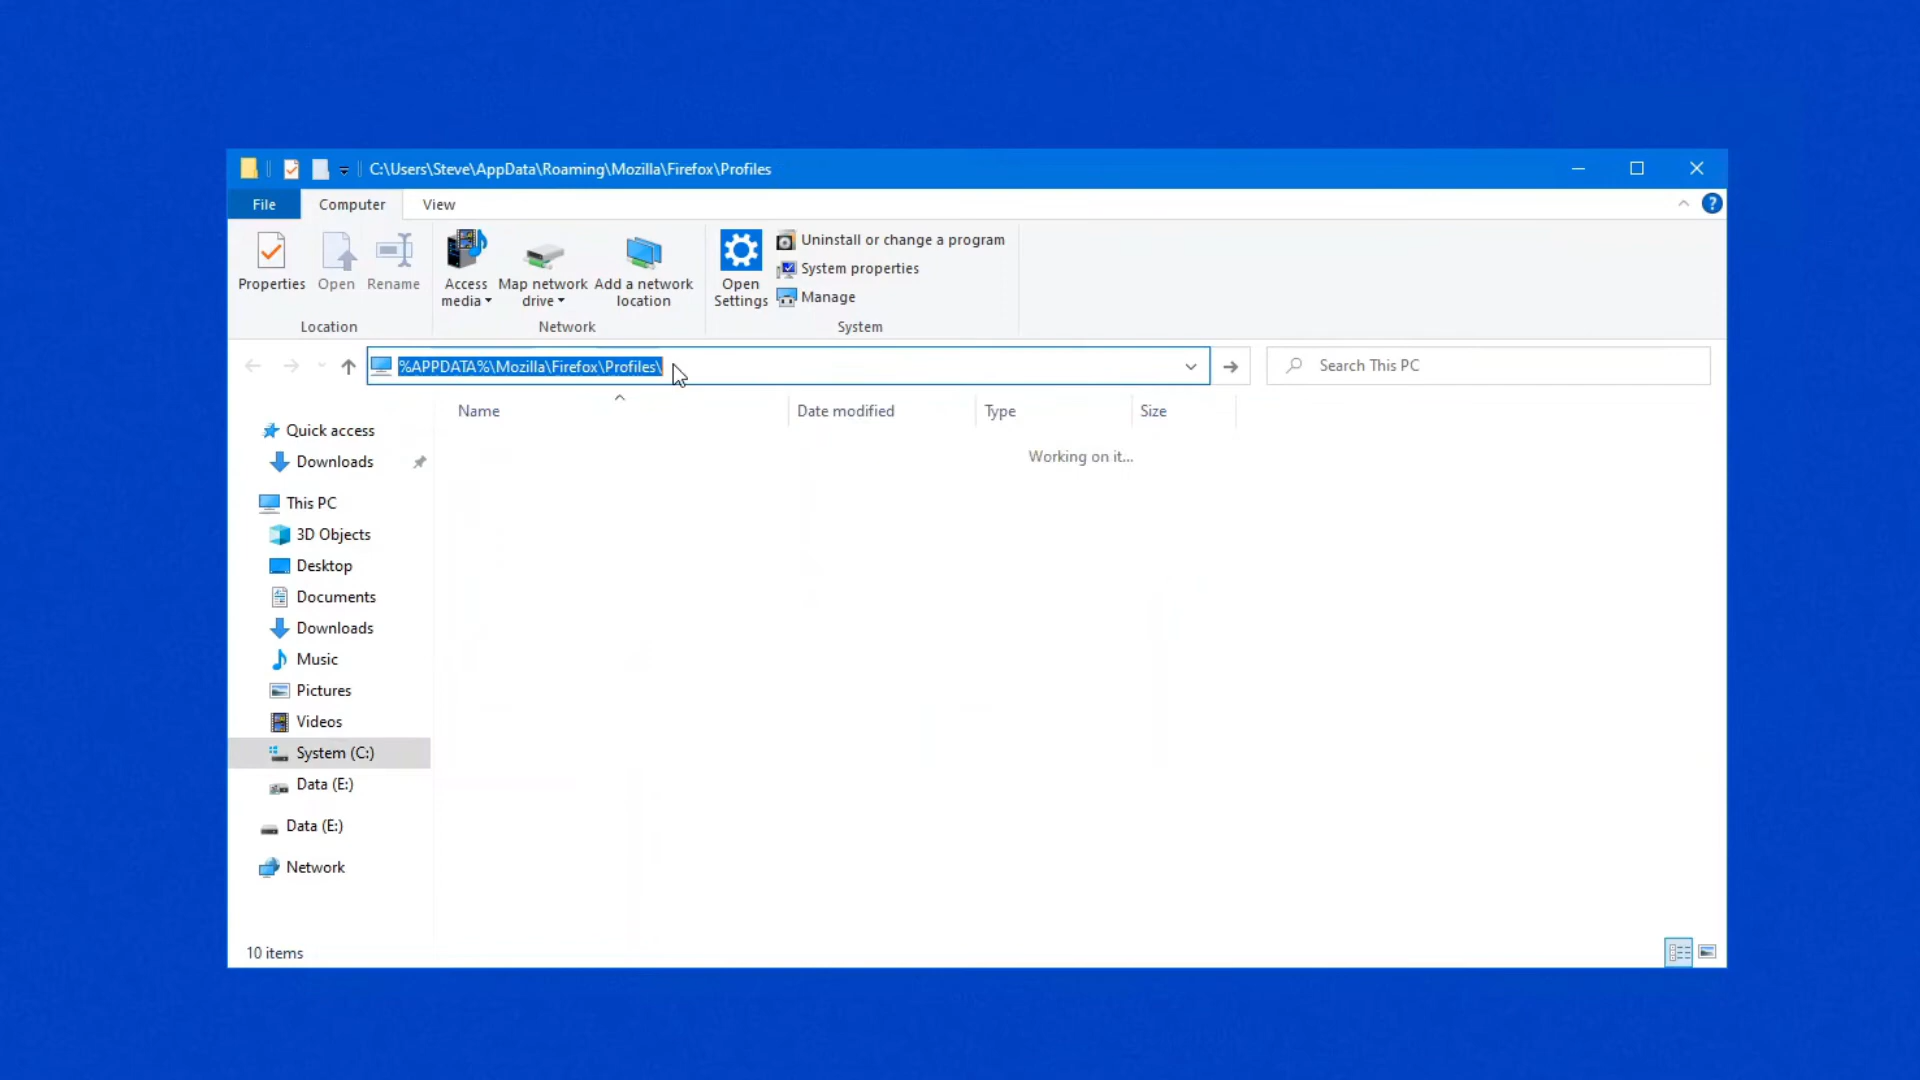 C:\Users\Steve\AppData\Roaming\Mozilla\Firefox\Profiles
File Computer View
Properties Open Rename Access media Map network drive Add a network location Open Settings
Uninstall or change a program
System properties
Manage
Location Network System
%APPDATA%\Mozilla\Firefox\Profiles\ Search This PC
Name Date modified Type Size
Working on it...
Quick access
Downloads
This PC
3D Objects
Desktop
Documents
Downloads
Music
Pictures
Videos
System (C:)
Data (E:)
Data (E:)
Network
10 items